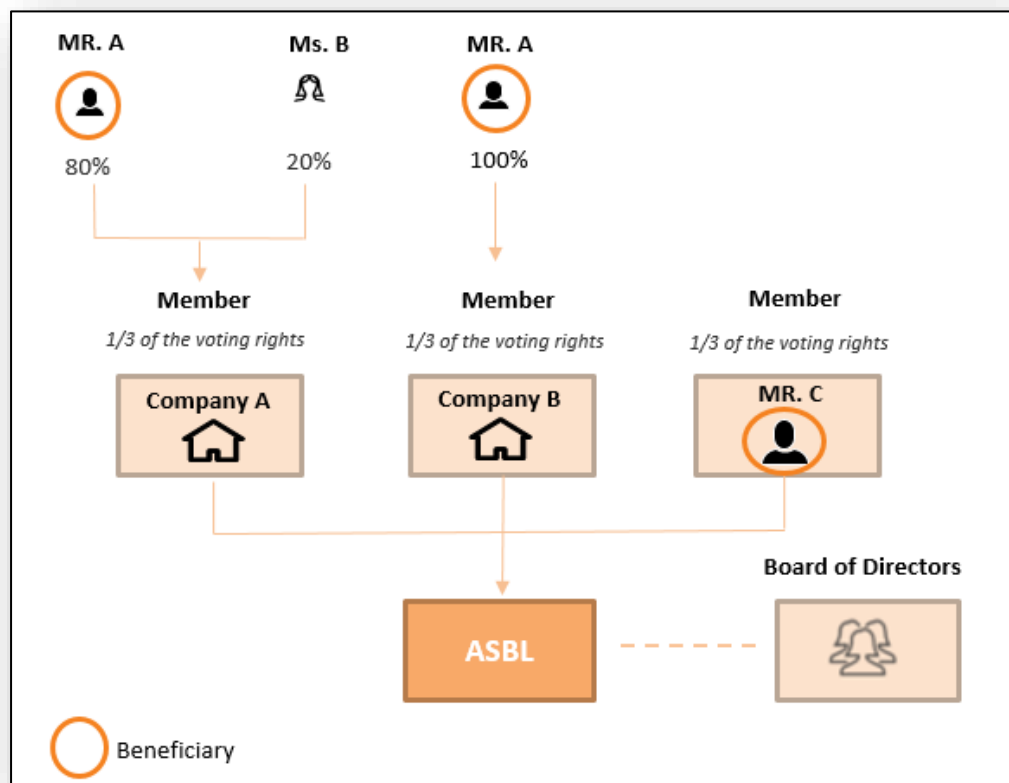 MR. A
Ms. B
MR. A
80%
20%
100%
Member
1/3 of the voting rights
Member
1/3 of the voting rights
Member
1/3 of the voting rights
Company A
Company B
MR. C
Board of Directors
ASBL
Beneficiary